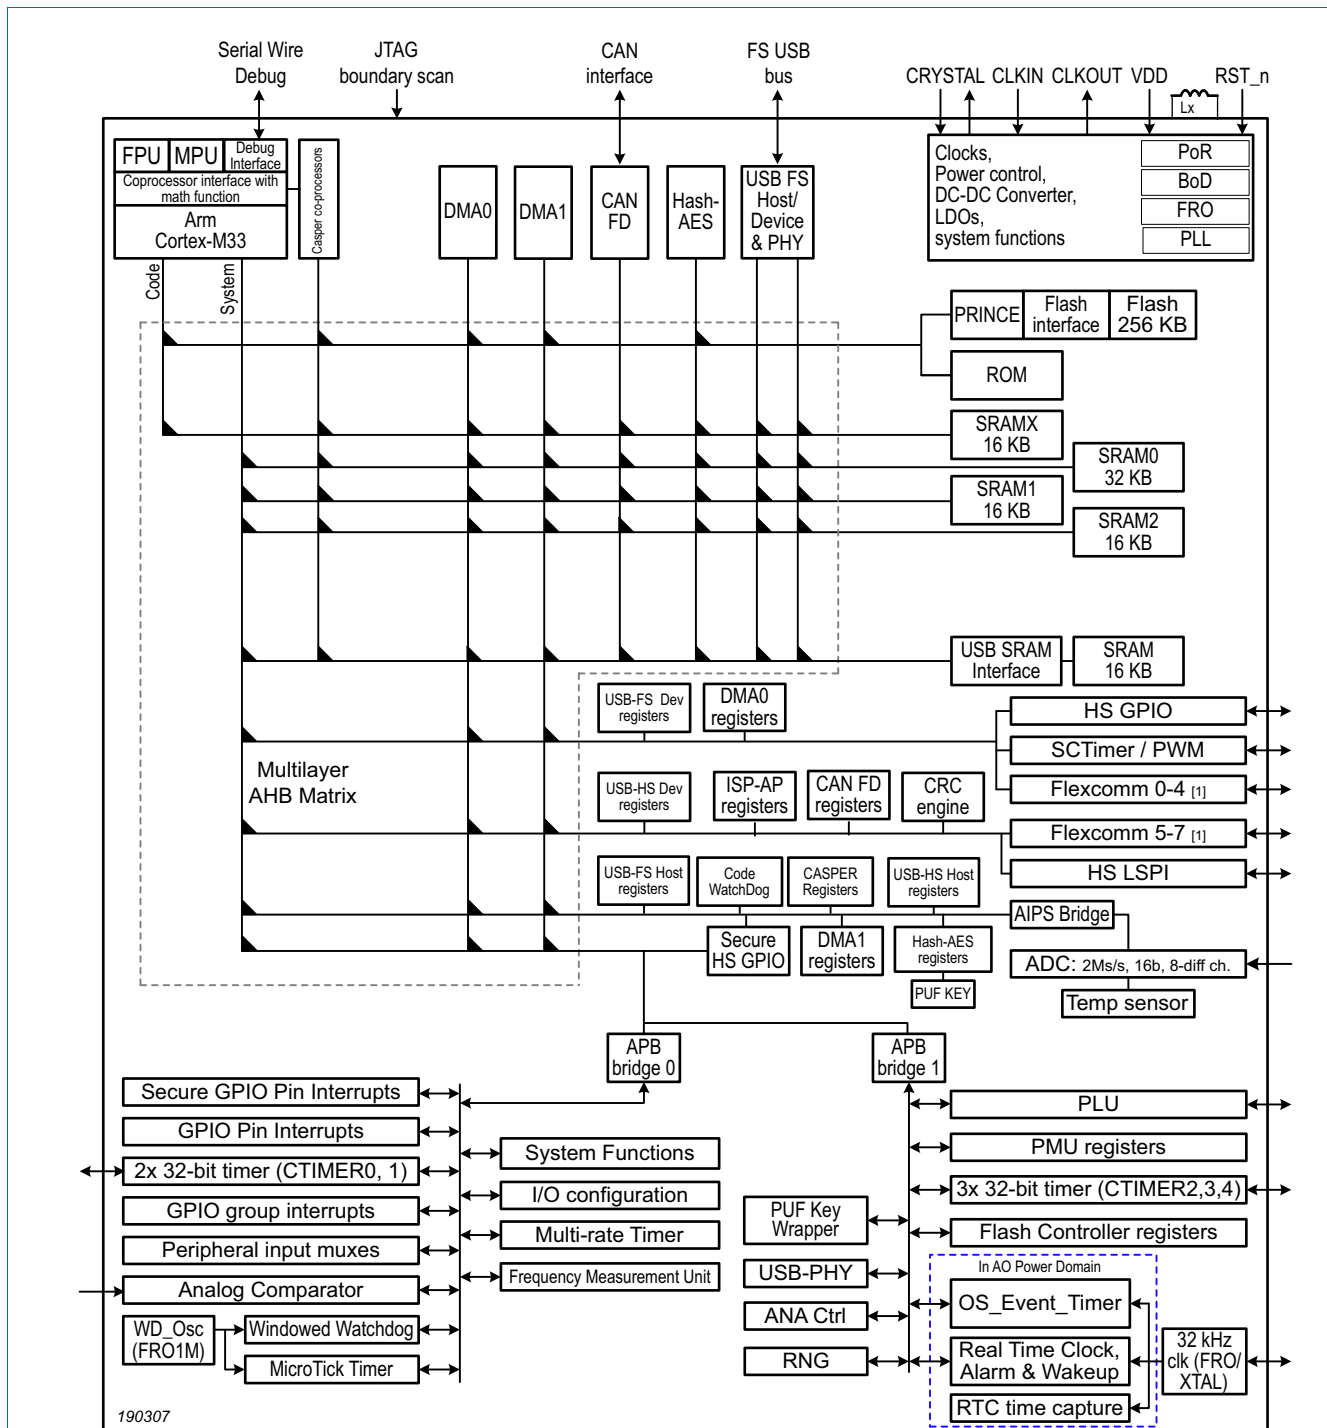 Serial Wire
Debug
JTAG
boundary scan
CAN
interface
FS USB
bus
CRYSTAL CLKIN CLKOUT VDD RST_n
Lx
FPU MPU Debug
Interface
Coprocessor interface with
math function
Arm
Cortex-M33
Casper co-processors
DMA0
DMA1
CAN
FD
Hash-
AES
USB FS
Host/
Device
& PHY
Clocks,
Power control,
DC-DC Converter,
LDOs,
system functions
PoR
BoD
FRO
PLL
Code
System
PRINCE
Flash
interface
Flash
256 KB
ROM
SRAMX
16 KB
SRAM0
32 KB
SRAM1
16 KB
SRAM2
16 KB
USB SRAM
Interface
SRAM
16 KB
USB-FS Dev
registers
DMA0
registers
HS GPIO
SCTimer / PWM
Flexcomm 0-4 [1]
Multilayer
AHB Matrix
USB-HS Dev
registers
ISP-AP
registers
CAN FD
registers
CRC
engine
Flexcomm 5-7 [1]
HS LSPI
USB-FS Host
registers
Code
WatchDog
CASPER
Registers
USB-HS Host
registers
AIPS Bridge
Secure
HS GPIO
DMA1
registers
Hash-AES
registers
PUF KEY
ADC: 2Ms/s, 16b, 8-diff ch.
Temp sensor
APB
bridge 0
APB
bridge 1
Secure GPIO Pin Interrupts
GPIO Pin Interrupts
2x 32-bit timer (CTIMER0, 1)
GPIO group interrupts
Peripheral input muxes
Analog Comparator
WD_Osc
(FRO1M)
Windowed Watchdog
MicroTick Timer
System Functions
I/O configuration
Multi-rate Timer
Frequency Measurement Unit
PLU
PMU registers
3x 32-bit timer (CTIMER2,3,4)
Flash Controller registers
PUF Key
Wrapper
USB-PHY
ANA Ctrl
RNG
In AO Power Domain
OS_Event_Timer
Real Time Clock,
Alarm & Wakeup
RTC time capture
32 kHz
clk (FRO/
XTAL)
190307